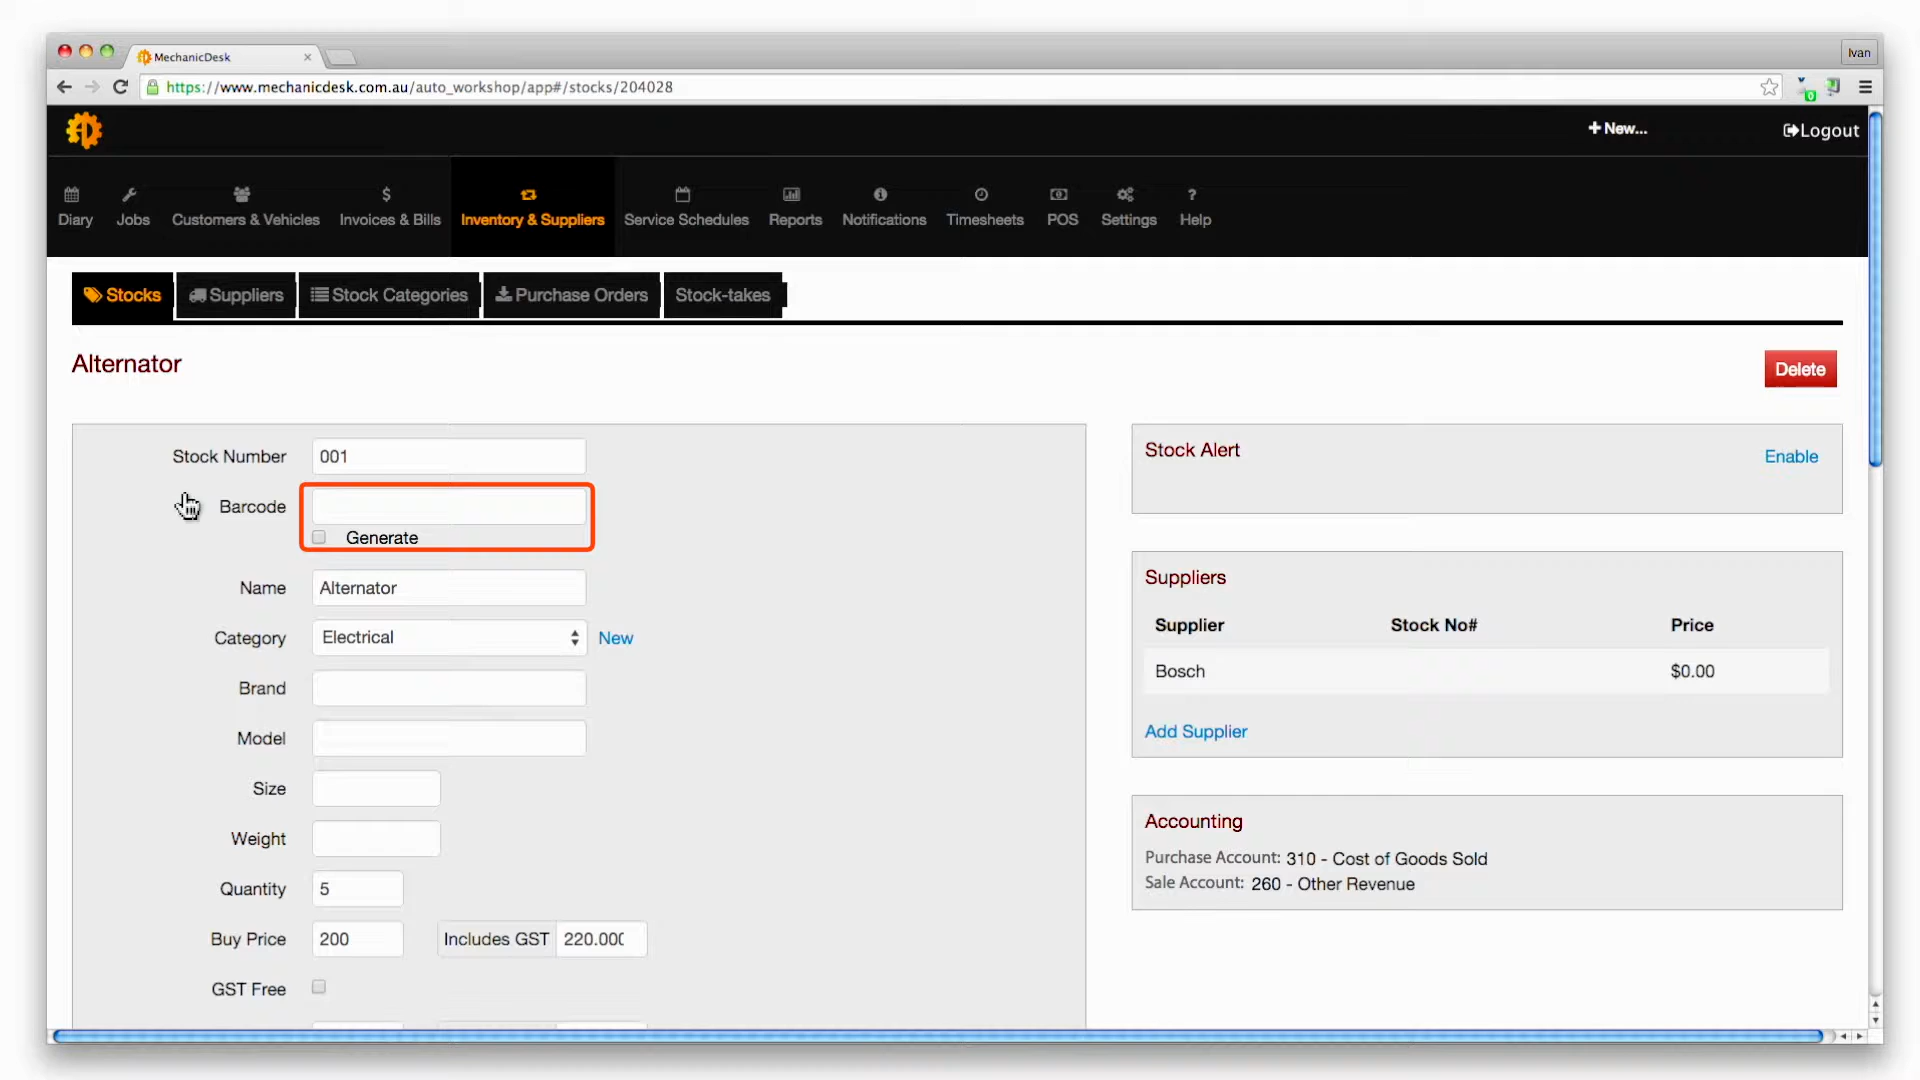 MechanicDesk
Ivan
https://www.mechanicdesk.com.au/auto_workshop/app#/stocks/204028
0
New...
Logout
Diary
Jobs
Customers & Vehicles
Invoices & Bills
Inventory & Suppliers
Service Schedules
Reports
Notifications
Timesheets
POS
Settings
Help
Stocks
Suppliers
Stock Categories
Purchase Orders
Stock-takes
Alternator
Delete
Stock Number 001
Barcode
Generate
Name Alternator
Category Electrical New
Brand
Model
Size
Weight
Quantity 5
Buy Price 200 Includes GST 220.000
GST Free
Stock Alert
Enable
Suppliers
Supplier Stock No# Price
Bosch $0.00
Add Supplier
Accounting
Purchase Account: 310 - Cost of Goods Sold
Sale Account: 260 - Other Revenue